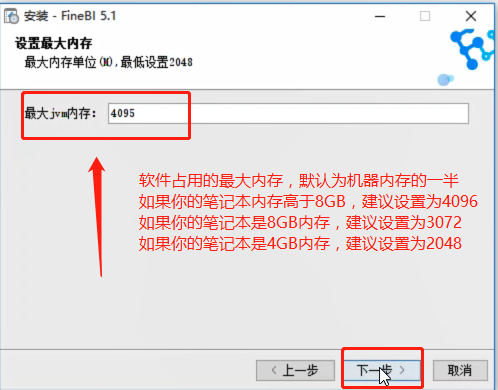 安装 - FineBI 5.1
设置最大内存
最大内存单位(M),最低设置2048
最大jvm内存：
4095
软件占用的最大内存，默认为机器内存的一半
如果你的笔记本内存高于8GB，建议设置为4096
如果你的笔记本是8GB内存，建议设置为3072
如果你的笔记本是4GB内存，建议设置为2048
< 上一步
下一步 >
取消